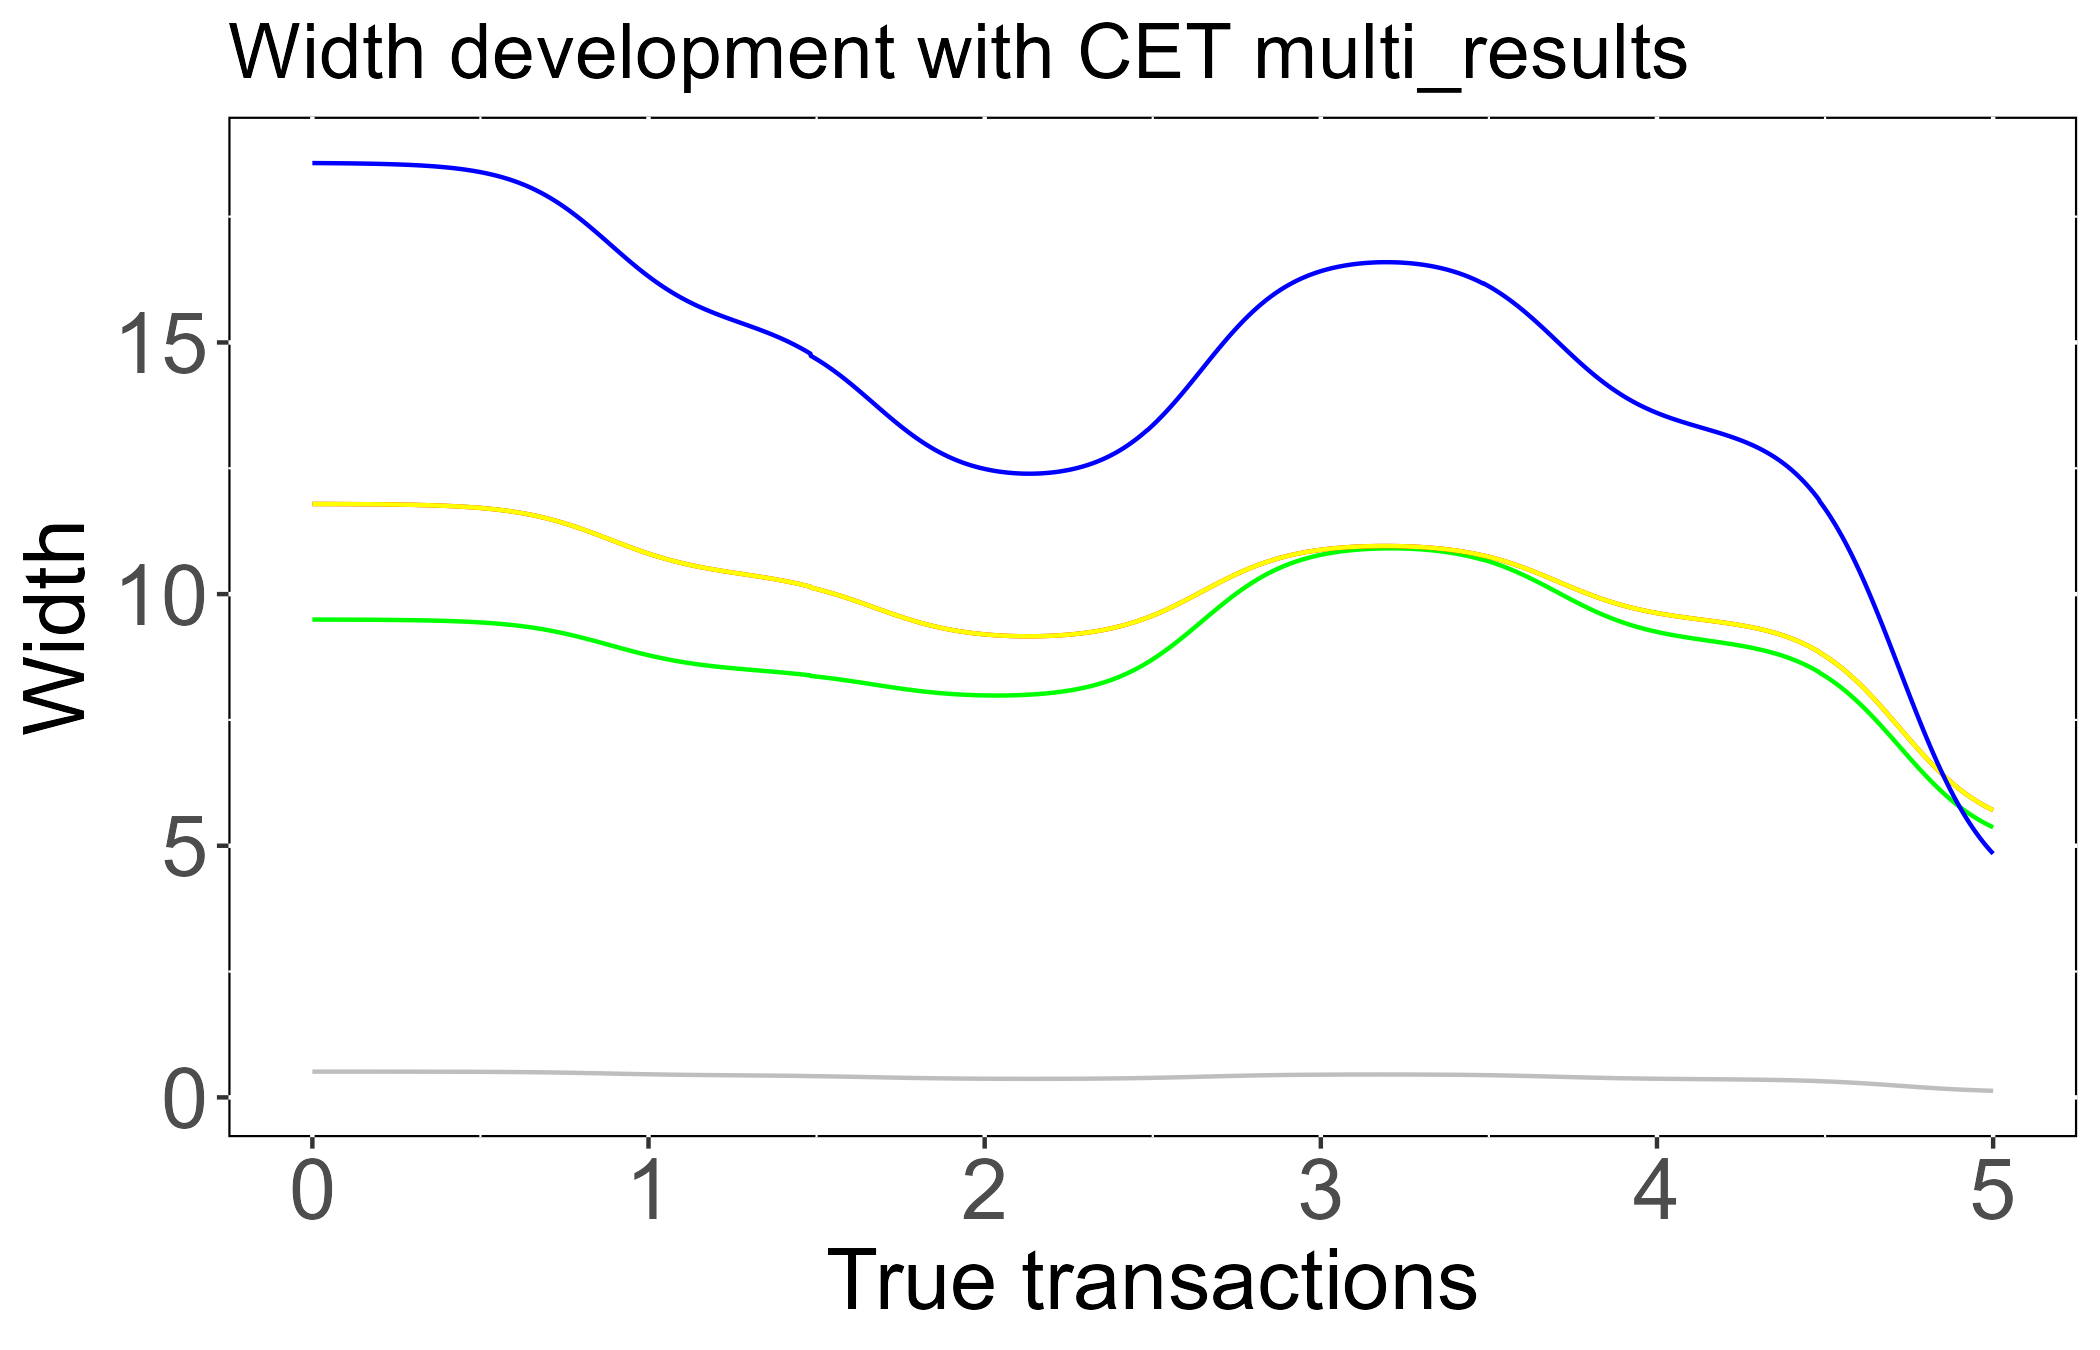 Width development with CET multi_results
Width
15
10
5
0
0 1 2 3 4 5
True transactions